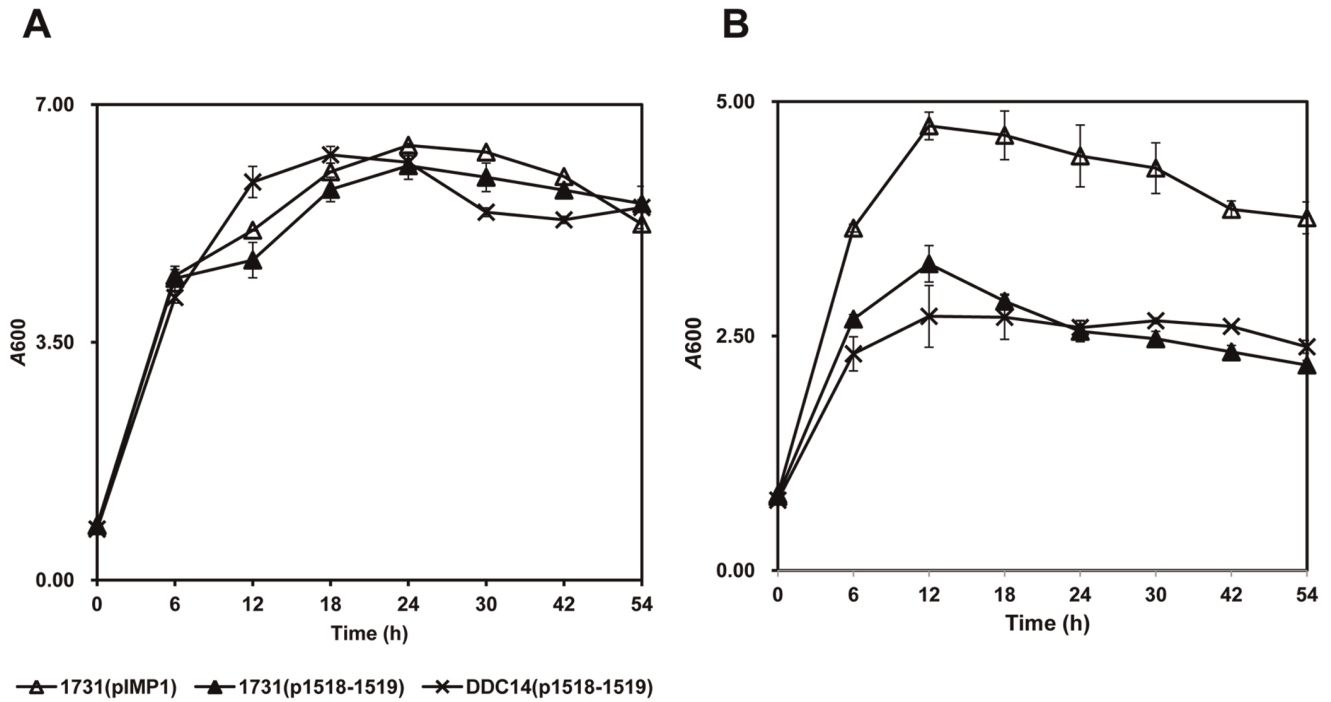 A
B
7.00
3.50
0.00
A600
0 6 12 18 24 30 42 54
Time (h)
5.00
2.50
0.00
A600
0 6 12 18 24 30 42 54
Time (h)
1731(pIMP1) 1731(p1518-1519) DDC14(p1518-1519)